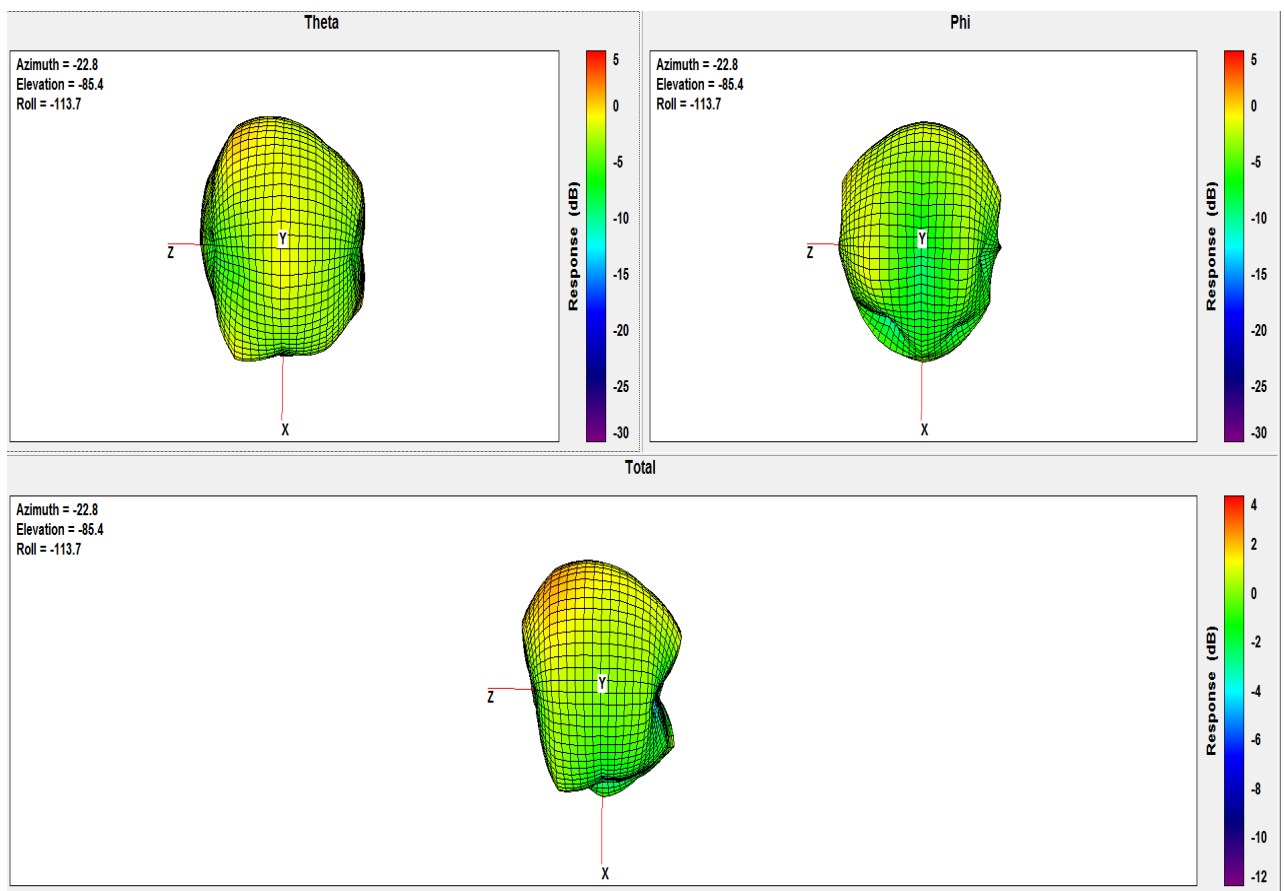 Theta
Azimuth = -22.8
Elevation = -85.4
Roll = -113.7
Y
Z
X
5
0
-5
-10
-15
-20
-25
-30
Response (dB)
Phi
Azimuth = -22.8
Elevation = -85.4
Roll = -113.7
Y
Z
X
5
0
-5
-10
-15
-20
-25
-30
Response (dB)
Total
Azimuth = -22.8
Elevation = -85.4
Roll = -113.7
Y
Z
X
4
2
0
-2
-4
-6
-8
-10
-12
Response (dB)